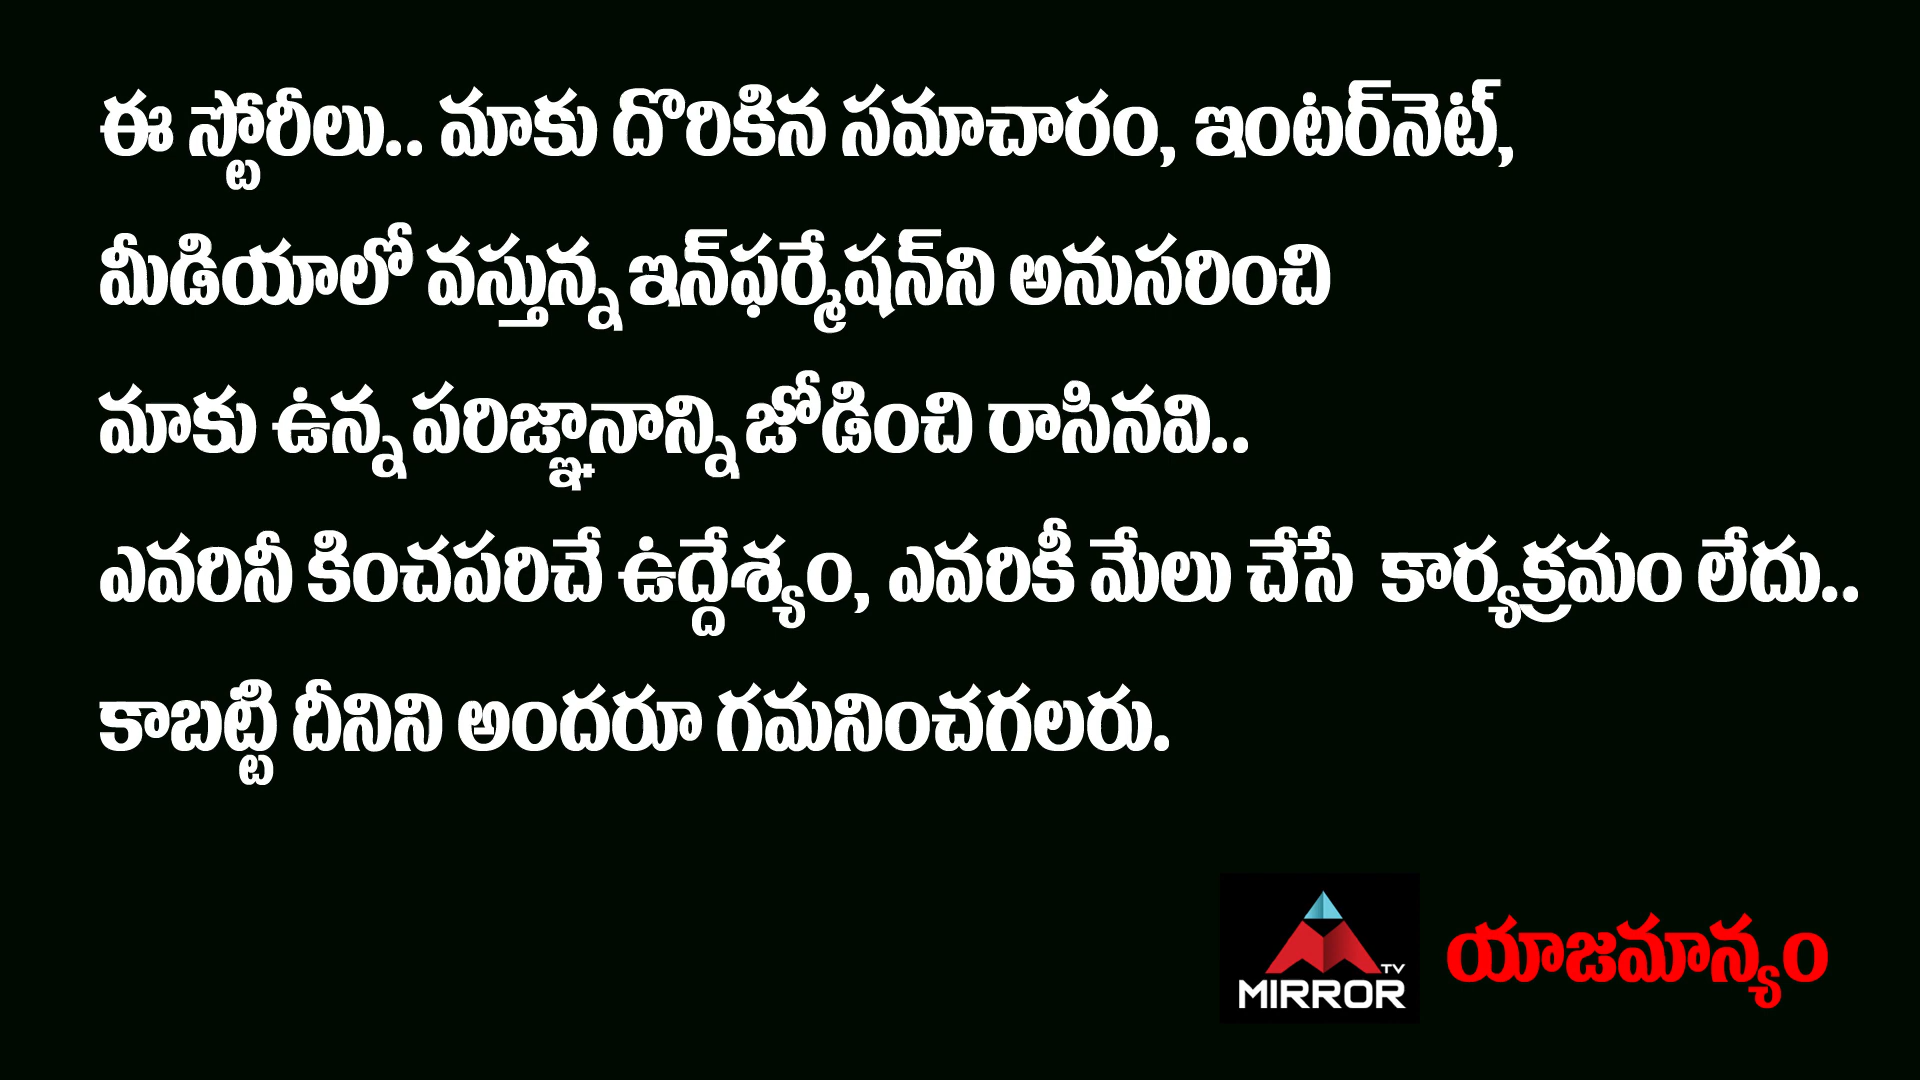 ఈ స్టోరీలు.. మాకు దొరికిన సమాచారం, ఇంటర్‌నెట్,
మీడియాలో వస్తున్న ఇన్‌ఫర్మేషన్‌ని అనుసరించి
మాకు ఉన్న పరిజ్ఞానాన్ని జోడించి రాసినవి..
ఎవరినీ కించపరిచే ఉద్దేశ్యం, ఎవరికీ మేలు చేసే కార్యక్రమం లేదు..
కాబట్టి దీనిని అందరూ గమనించగలరు.
TV
MIRROR
యాజమాన్యం